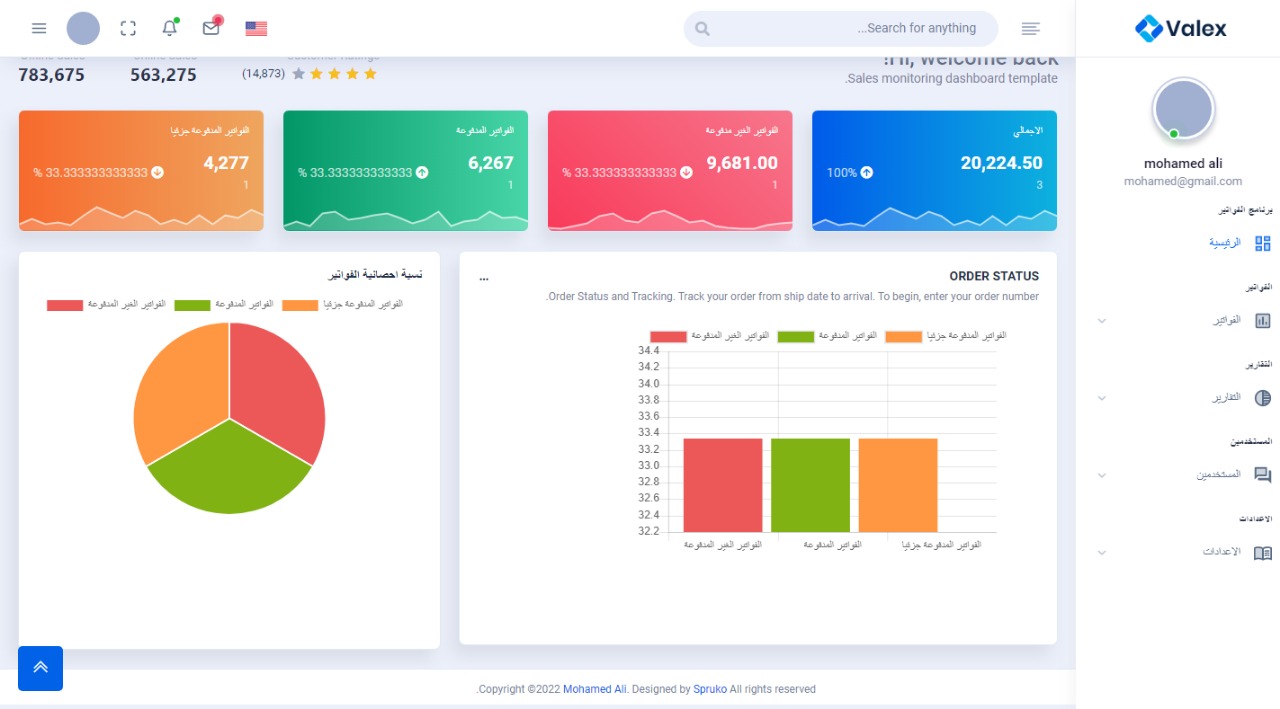 Search for anything...
Valex
Hi, welcome back!
Sales monitoring dashboard template.
Customer Ratings
(14,873)
Online Sales
563,275
Offline Sales
783,675
mohamed ali
mohamed@gmail.com
برنامج الفواتير
الرئيسية
الفواتير
الفواتير
التقارير
التقارير
المستخدمين
المستخدمين
الاعدادات
الاعدادات
الاجمالي
20,224.50
3
100%
الفواتير الغير مدفوعة
9,681.00
1
% 33.333333333333
الفواتير المدفوعة
6,267
1
% 33.333333333333
الفواتير المدفوعة جزئيا
4,277
1
% 33.333333333333
ORDER STATUS
...
Order Status and Tracking. Track your order from ship date to arrival. To begin, enter your order number.
الفواتير الغير المدفوعة
الفواتير المدفوعة
الفواتير المدفوعة جزئيا
34.4
34.2
34.0
33.8
33.6
33.4
33.2
33.0
32.8
32.6
32.4
32.2
الفواتير الغير المدفوعة
الفواتير المدفوعة
الفواتير المدفوعة جزئيا
نسبة احصائية الفواتير
الفواتير الغير المدفوعة
الفواتير المدفوعة
الفواتير المدفوعة جزئيا
Copyright ©2022 Mohamed Ali. Designed by Spruko All rights reserved.